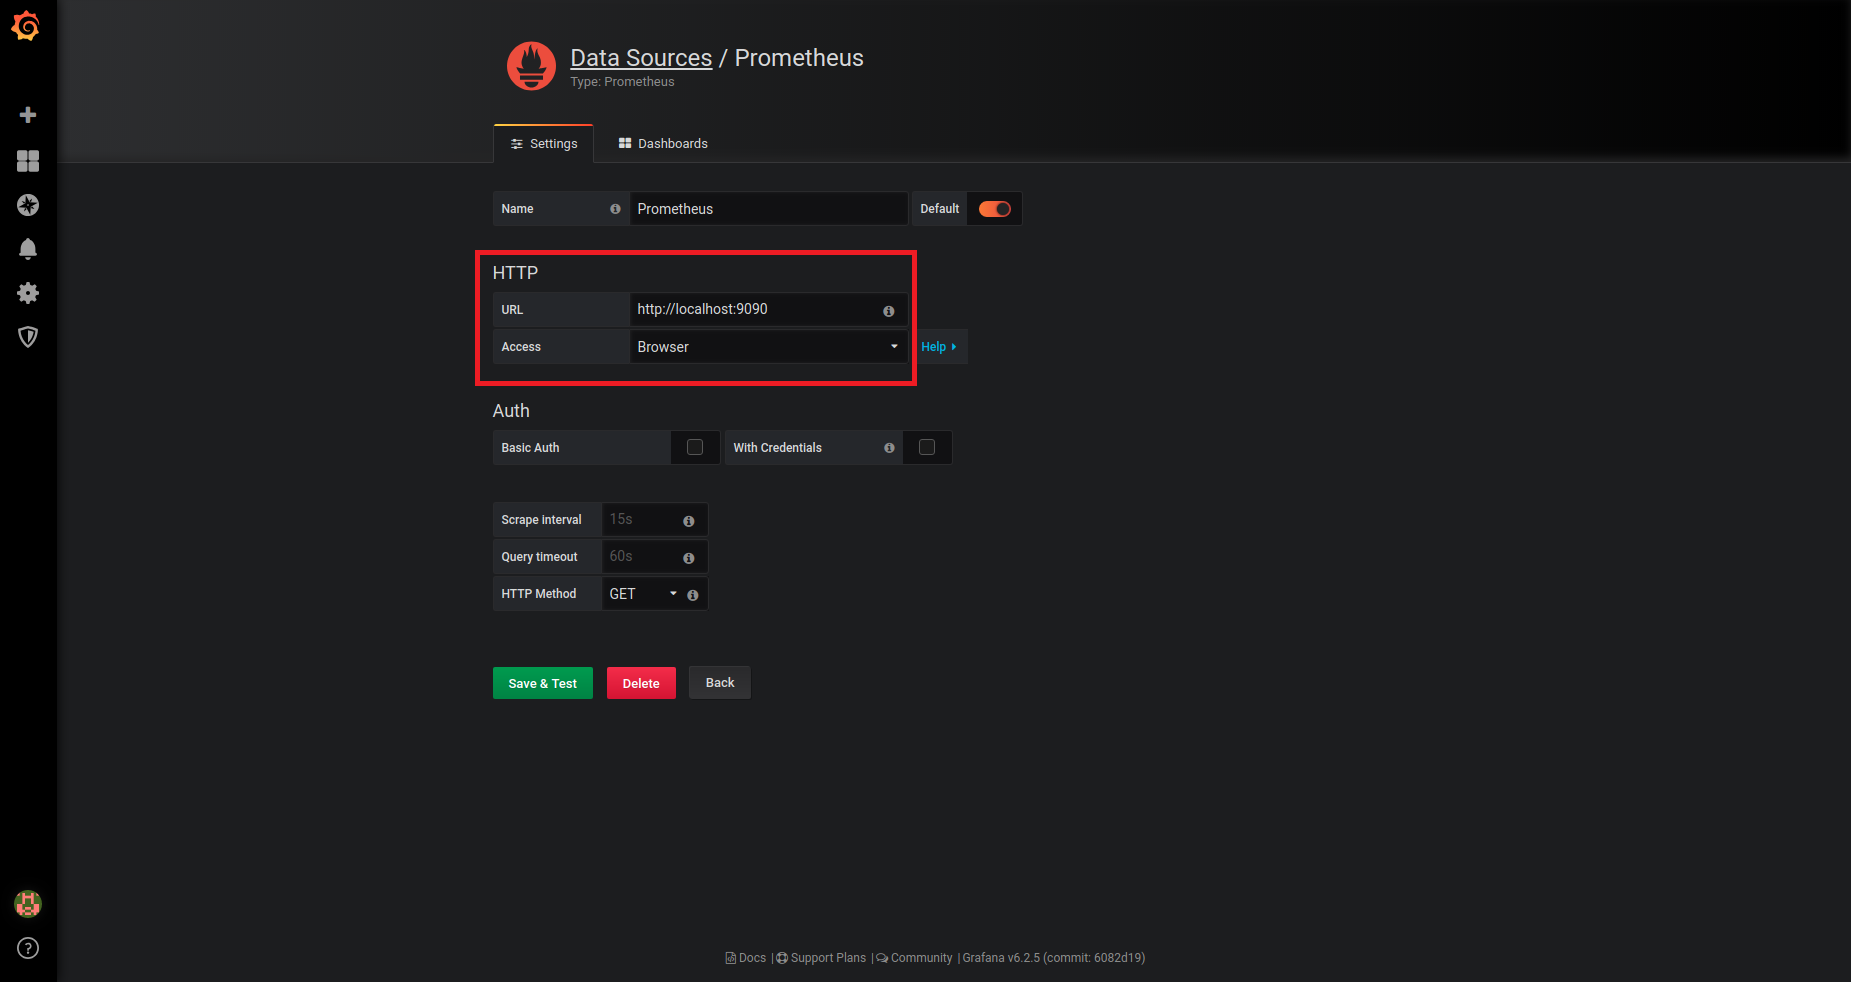 Data Sources / Prometheus
Type: Prometheus
Settings Dashboards
Name Prometheus Default
HTTP
URL http://localhost:9090
Access Browser Help
Auth
Basic Auth With Credentials
Scrape interval 15s
Query timeout 60s
HTTP Method GET
Save & Test Delete Back
Docs | Support Plans | Community | Grafana v6.2.5 (commit: 6082d19)